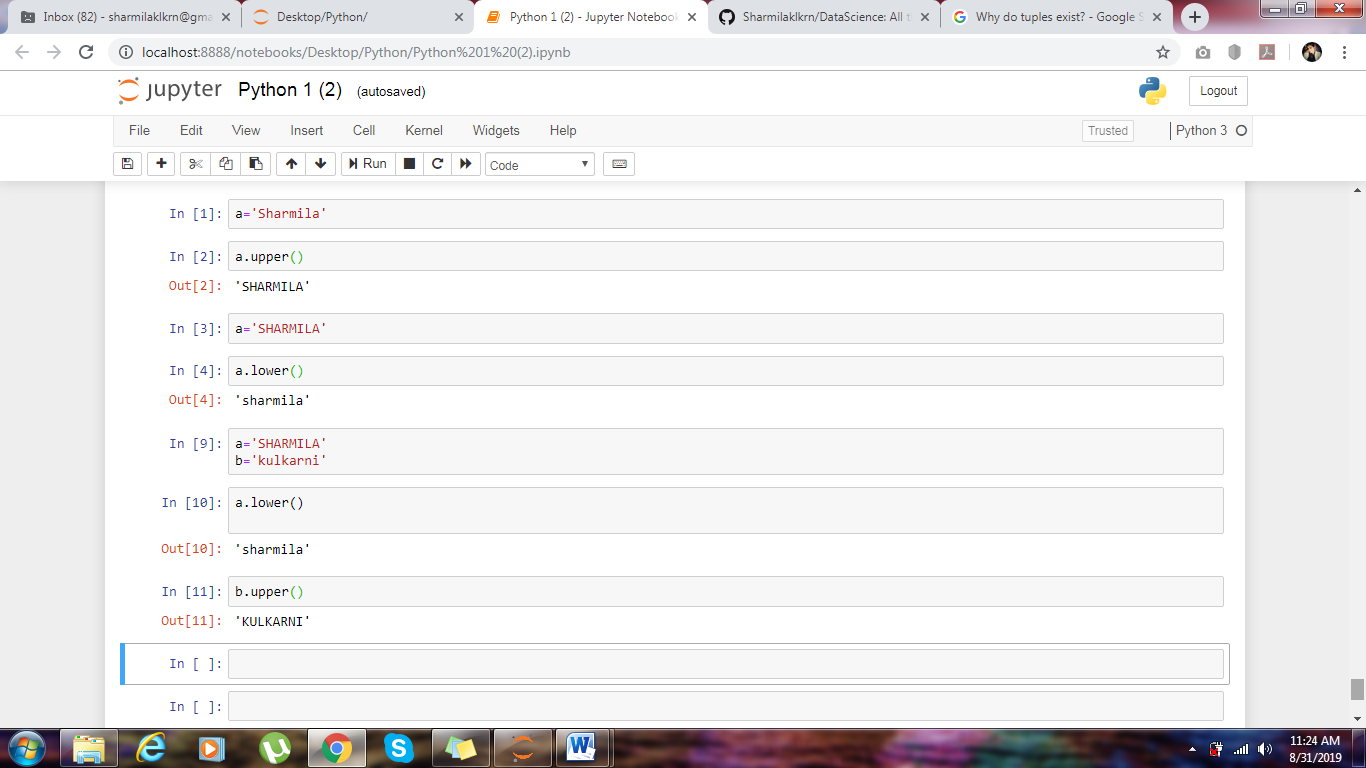 Inbox (82) - sharmilaklkrn@gma
Desktop/Python/
Python 1 (2) - Jupyter Notebook
Sharmilaklkrn/DataScience: All t
Why do tuples exist? - Google S
localhost:8888/notebooks/Desktop/Python/Python%201%20(2).ipynb
jupyter Python 1 (2) (autosaved)
Logout
File Edit View Insert Cell Kernel Widgets Help
Trusted
Python 3
Run
Code
In [1]: a='Sharmila'
In [2]: a.upper()
Out[2]: 'SHARMILA'
In [3]: a='SHARMILA'
In [4]: a.lower()
Out[4]: 'sharmila'
In [9]: a='SHARMILA'
b='kulkarni'
In [10]: a.lower()
Out[10]: 'sharmila'
In [11]: b.upper()
Out[11]: 'KULKARNI'
In [ ]:
In [ ]:
11:24 AM
8/31/2019